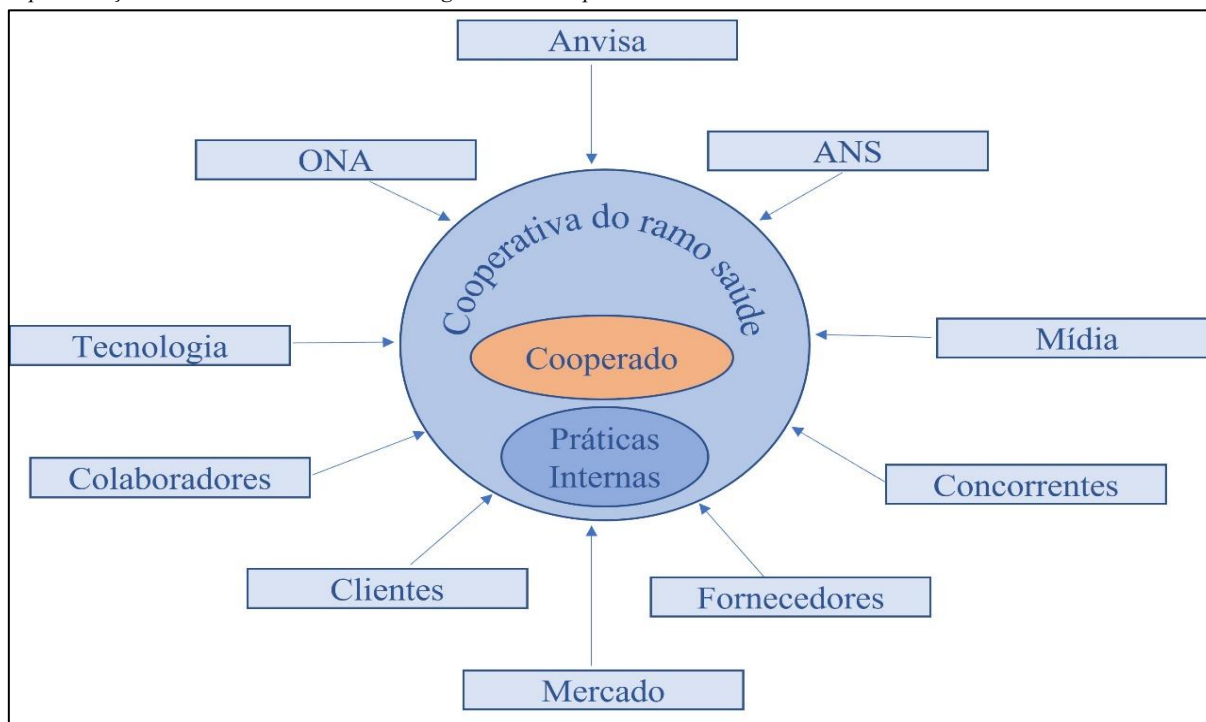 Anvisa
ONA
ANS
Cooperativa do ramo saúde
Tecnologia
Cooperado
Mídia
Práticas
Internas
Colaboradores
Concorrentes
Clientes
Fornecedores
Mercado